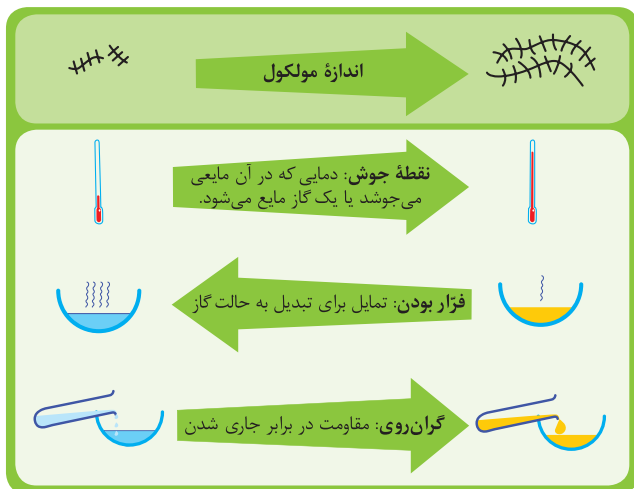 اندازهٔ مولکول
نقطهٔ جوش: دمایی که در آن مایعی
می‌جوشد یا یک گاز مایع می‌شود.
فرّار بودن: تمایل برای تبدیل به حالت گاز
گران‌روی: مقاومت در برابر جاری شدن